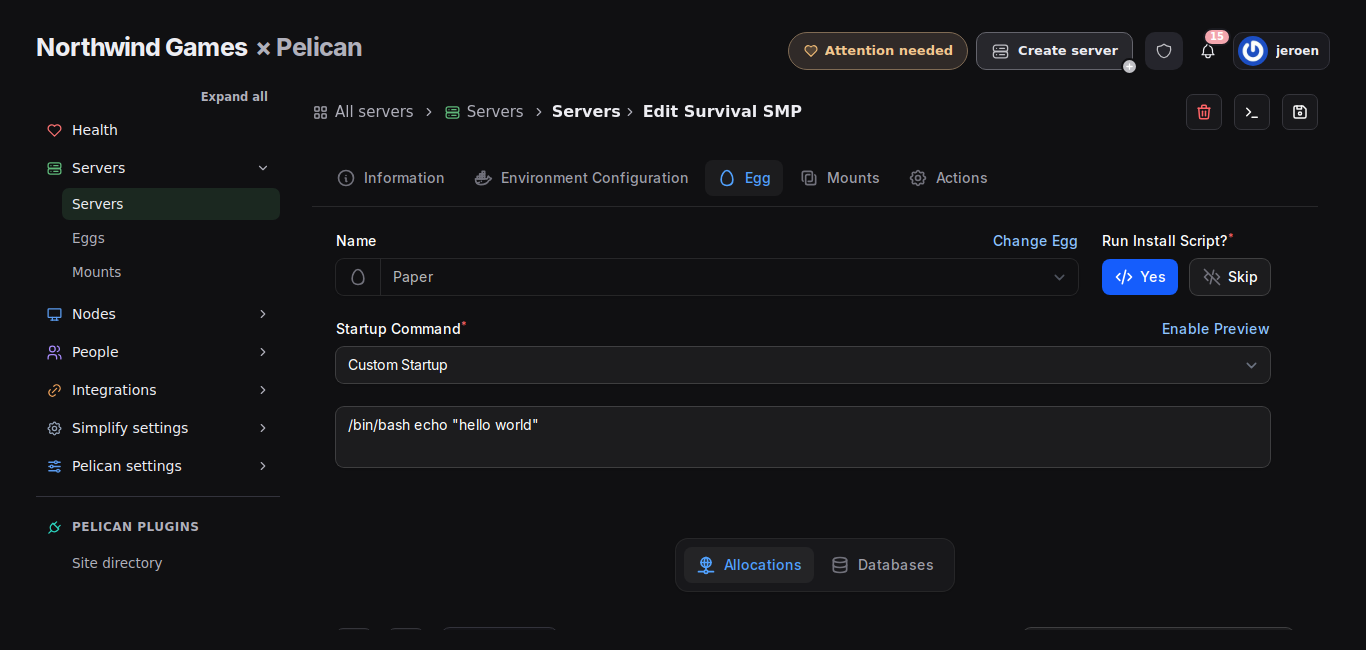 Northwind Games × Pelican
Attention needed
Create server
15
jeroen
Expand all
Health
Servers
Servers
Eggs
Mounts
Nodes
People
Integrations
Simplify settings
Pelican settings
PELICAN PLUGINS
Site directory
All servers > Servers > Servers > Edit Survival SMP
Information
Environment Configuration
Egg
Mounts
Actions
Name
Change Egg
Run Install Script?*
Paper
Yes
Skip
Startup Command*
Enable Preview
Custom Startup
/bin/bash echo "hello world"
Allocations
Databases